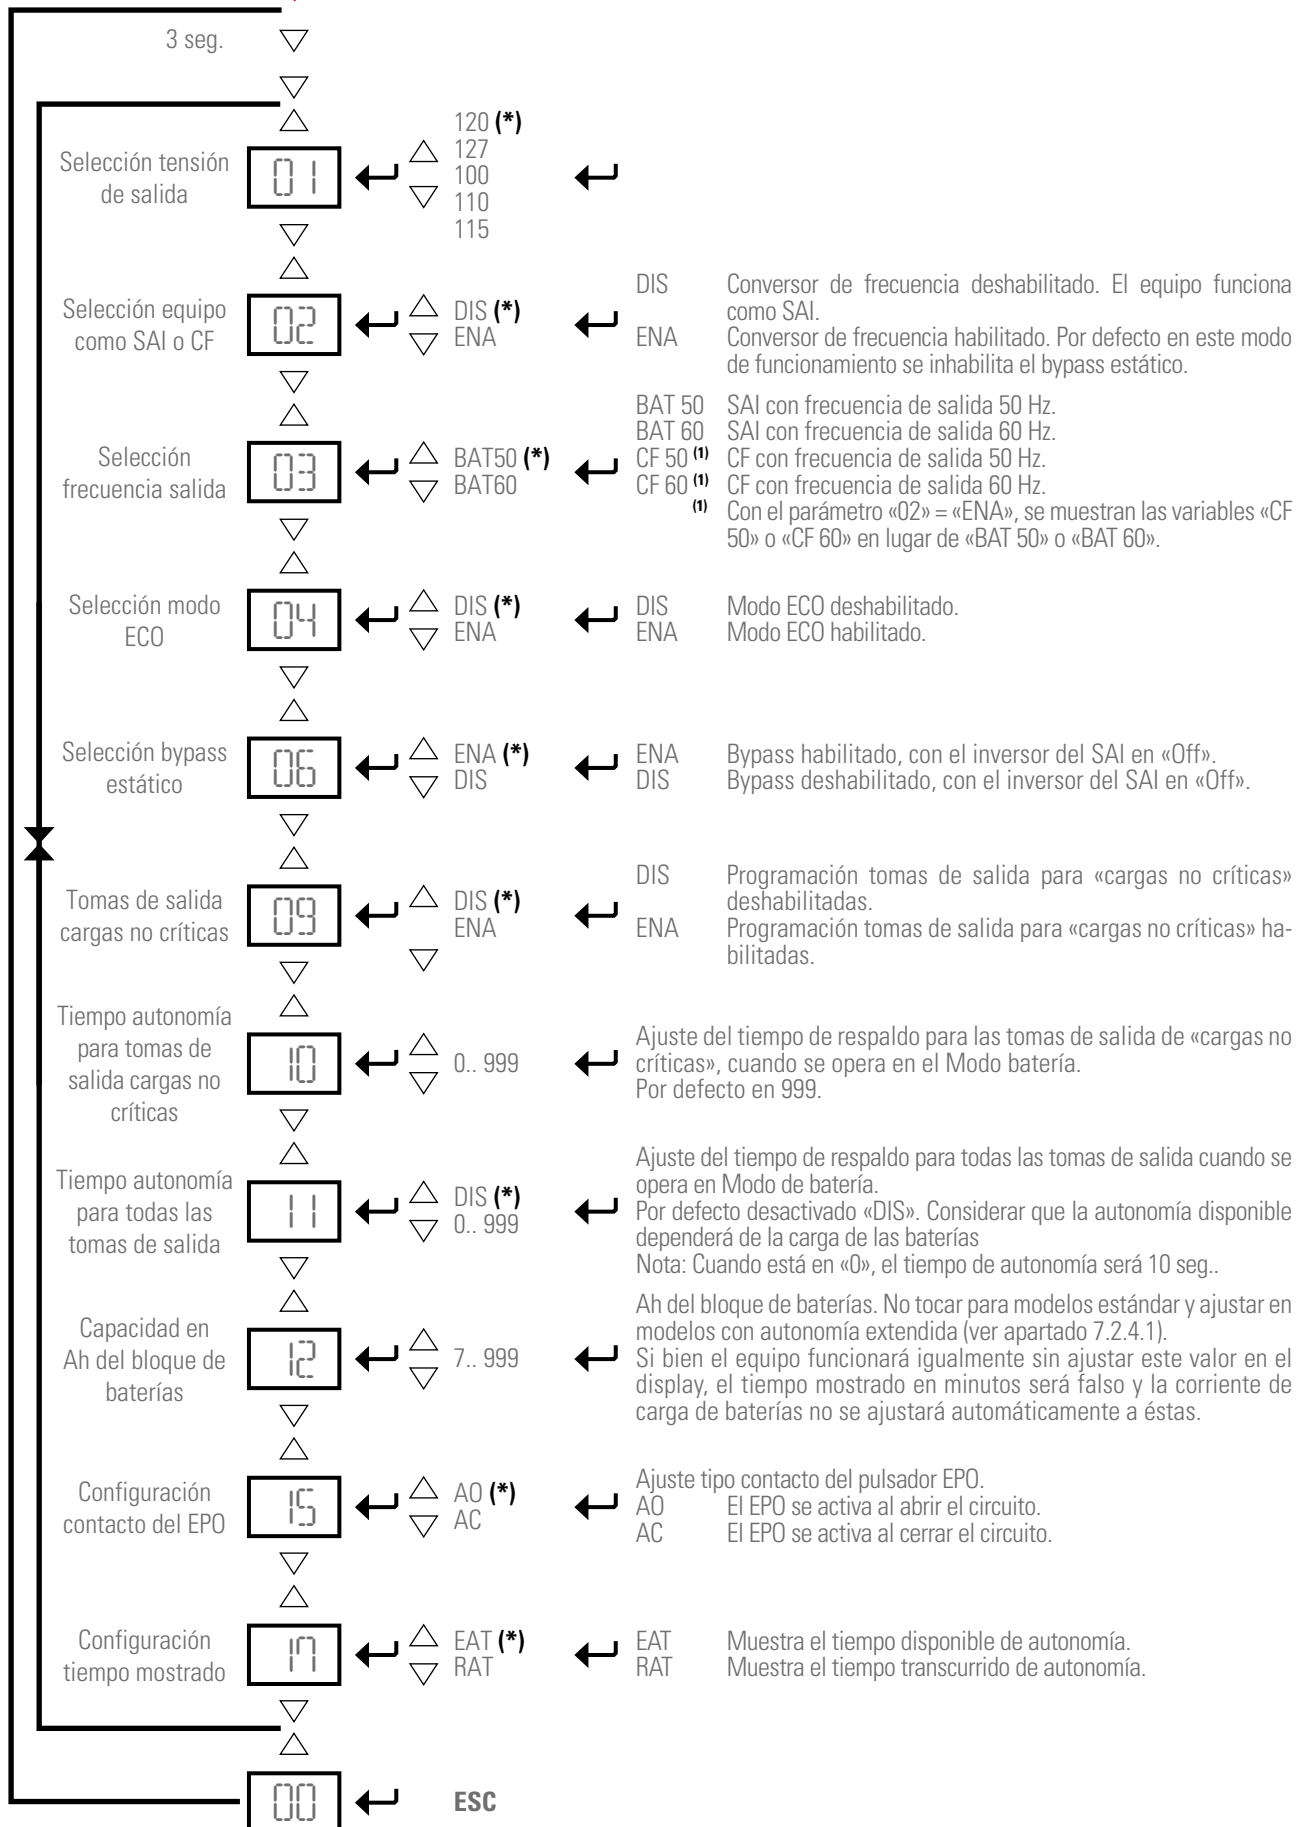 3 seg.
Selección tensión
de salida
01
120 (*)
127
100
110
115
Selección equipo
como SAI o CF
02
DIS (*)
ENA
DIS Conversor de frecuencia deshabilitado. El equipo funciona
como SAI.
ENA Conversor de frecuencia habilitado. Por defecto en este modo
de funcionamiento se inhabilita el bypass estático.
Selección
frecuencia salida
03
BAT50 (*)
BAT60
BAT 50 SAI con frecuencia de salida 50 Hz.
BAT 60 SAI con frecuencia de salida 60 Hz.
CF 50 (1) CF con frecuencia de salida 50 Hz.
CF 60 (1) CF con frecuencia de salida 60 Hz.
(1) Con el parámetro «02» = «ENA», se muestran las variables «CF
50» o «CF 60» en lugar de «BAT 50» o «BAT 60».
Selección modo
ECO
04
DIS (*)
ENA
DIS Modo ECO deshabilitado.
ENA Modo ECO habilitado.
Selección bypass
estático
06
ENA (*)
DIS
ENA Bypass habilitado, con el inversor del SAI en «Off».
DIS Bypass deshabilitado, con el inversor del SAI en «Off».
Tomas de salida
cargas no críticas
09
DIS (*)
ENA
DIS Programación tomas de salida para «cargas no críticas»
deshabilitadas.
ENA Programación tomas de salida para «cargas no críticas» ha-
bilitadas.
Tiempo autonomía
para tomas de
salida cargas no
críticas
10
0.. 999
Ajuste del tiempo de respaldo para las tomas de salida de «cargas no
críticas», cuando se opera en el Modo batería.
Por defecto en 999.
Tiempo autonomía
para todas las
tomas de salida
11
DIS (*)
0.. 999
Ajuste del tiempo de respaldo para todas las tomas de salida cuando se
opera en Modo de batería.
Por defecto desactivado «DIS». Considerar que la autonomía disponible
dependerá de la carga de las baterías
Nota: Cuando está en «0», el tiempo de autonomía será 10 seg..
Capacidad en
Ah del bloque de
baterías
12
7.. 999
Ah del bloque de baterías. No tocar para modelos estándar y ajustar en
modelos con autonomía extendida (ver apartado 7.2.4.1).
Si bien el equipo funcionará igualmente sin ajustar este valor en el
display, el tiempo mostrado en minutos será falso y la corriente de
carga de baterías no se ajustará automáticamente a éstas.
Configuración
contacto del EPO
15
AO (*)
AC
Ajuste tipo contacto del pulsador EPO.
AO El EPO se activa al abrir el circuito.
AC El EPO se activa al cerrar el circuito.
Configuración
tiempo mostrado
17
EAT (*)
RAT
EAT Muestra el tiempo disponible de autonomía.
RAT Muestra el tiempo transcurrido de autonomía.
00
ESC